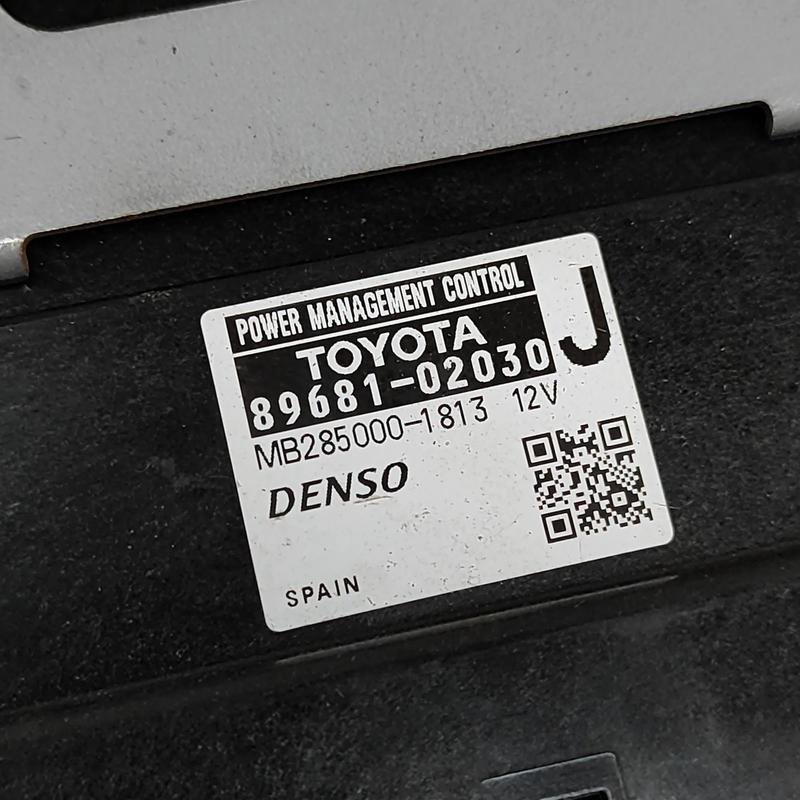 POWER MANAGEMENT CONTROL
J
TOYOTA
89681-02030
MB285000-1813 12V
DENSO
SPAIN